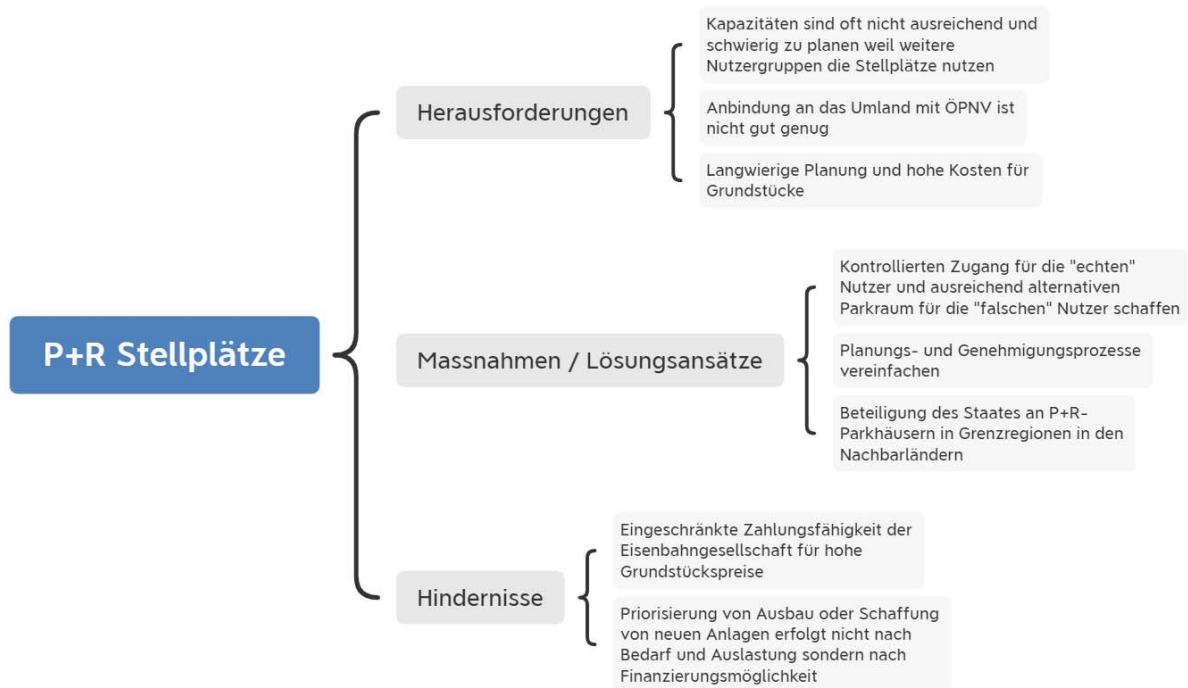 P+R Stellplätze
Herausforderungen
Kapazitäten sind oft nicht ausreichend und
schwierig zu planen weil weitere
Nutzergruppen die Stellplätze nutzen
Anbindung an das Umland mit ÖPNV ist
nicht gut genug
Langwierige Planung und hohe Kosten für
Grundstücke
Massnahmen / Lösungsansätze
Kontrollierten Zugang für die "echten"
Nutzer und ausreichend alternativen
Parkraum für die "falschen" Nutzer schaffen
Planungs- und Genehmigungsprozesse
vereinfachen
Beteiligung des Staates an P+R-
Parkhäusern in Grenzregionen in den
Nachbarländern
Hindernisse
Eingeschränkte Zahlungsfähigkeit der
Eisenbahngesellschaft für hohe
Grundstückspreise
Priorisierung von Ausbau oder Schaffung
von neuen Anlagen erfolgt nicht nach
Bedarf und Auslastung sondern nach
Finanzierungsmöglichkeit